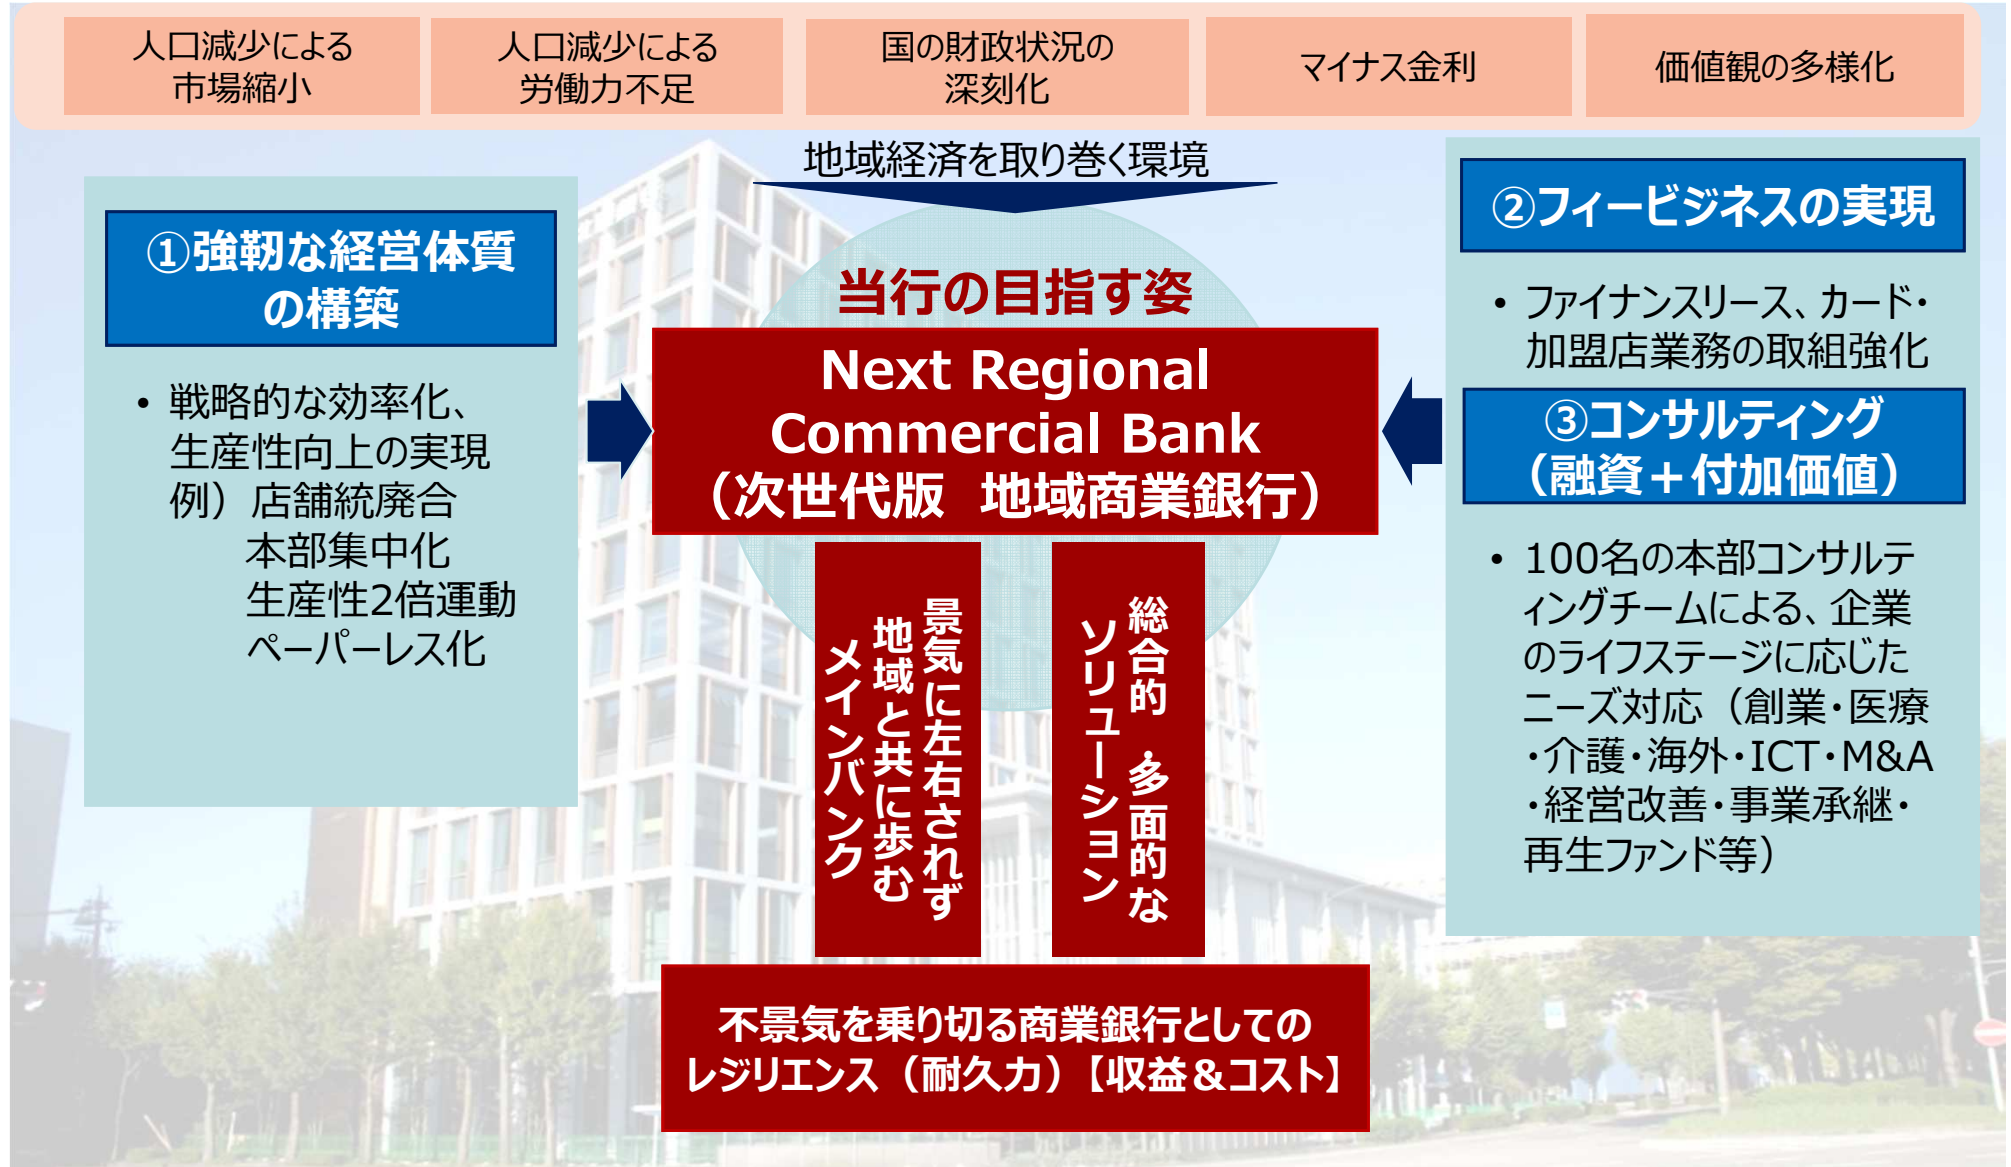 人口減少による
市場縮小
人口減少による
労働力不足
国の財政状況の
深刻化
マイナス金利
価値観の多様化
地域経済を取り巻く環境
①強靭な経営体質
の構築
• 戦略的な効率化、
生産性向上の実現
例）店舗統廃合
本部集中化
生産性2倍運動
ペーパーレス化
当行の目指す姿
Next Regional
Commercial Bank
（次世代版 地域商業銀行）
景気に左右されず
地域と共に歩む
メインバンク
総合的・多面的な
ソリューション
不景気を乗り切る商業銀行としての
レジリエンス（耐久力）【収益＆コスト】
②フィービジネスの実現
• ファイナンスリース、カード・
加盟店業務の取組強化
③コンサルティング
（融資＋付加価値）
• 100名の本部コンサルテ
ィングチームによる、企業
のライフステージに応じた
ニーズ対応（創業・医療
・介護・海外・ICT・M&A
・経営改善・事業承継・
再生ファンド等）